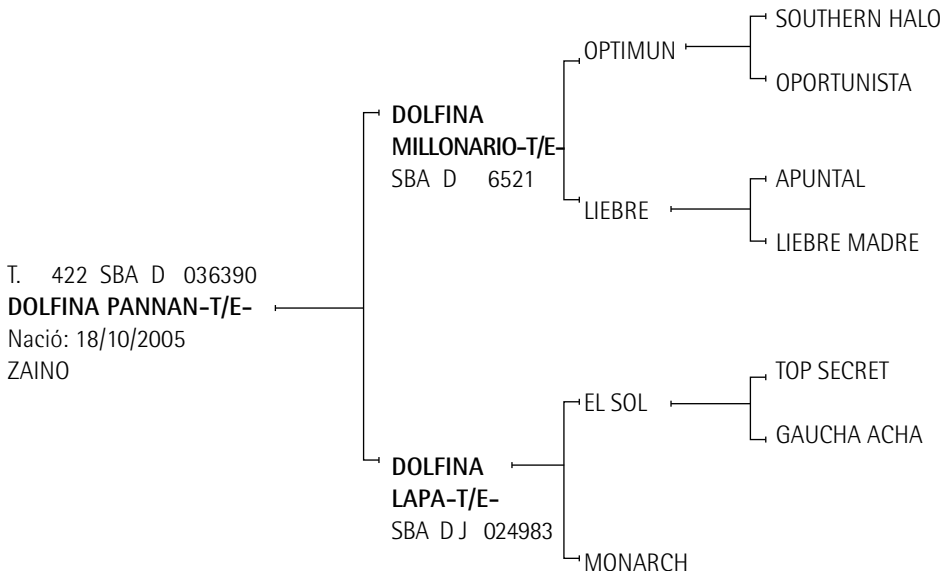 SOUTHERN HALO
OPTIMUN
OPORTUNISTA
DOLFINA
MILLONARIO-T/E-
SBA D 6521
APUNTAL
LIEBRE
LIEBRE MADRE
T. 422 SBA D 036390
DOLFINA PANNAN-T/E-
Nació: 18/10/2005
ZAINO
TOP SECRET
EL SOL
GAUCHA ACHA
DOLFINA
LAPA-T/E-
SBA D J 024983
MONARCH